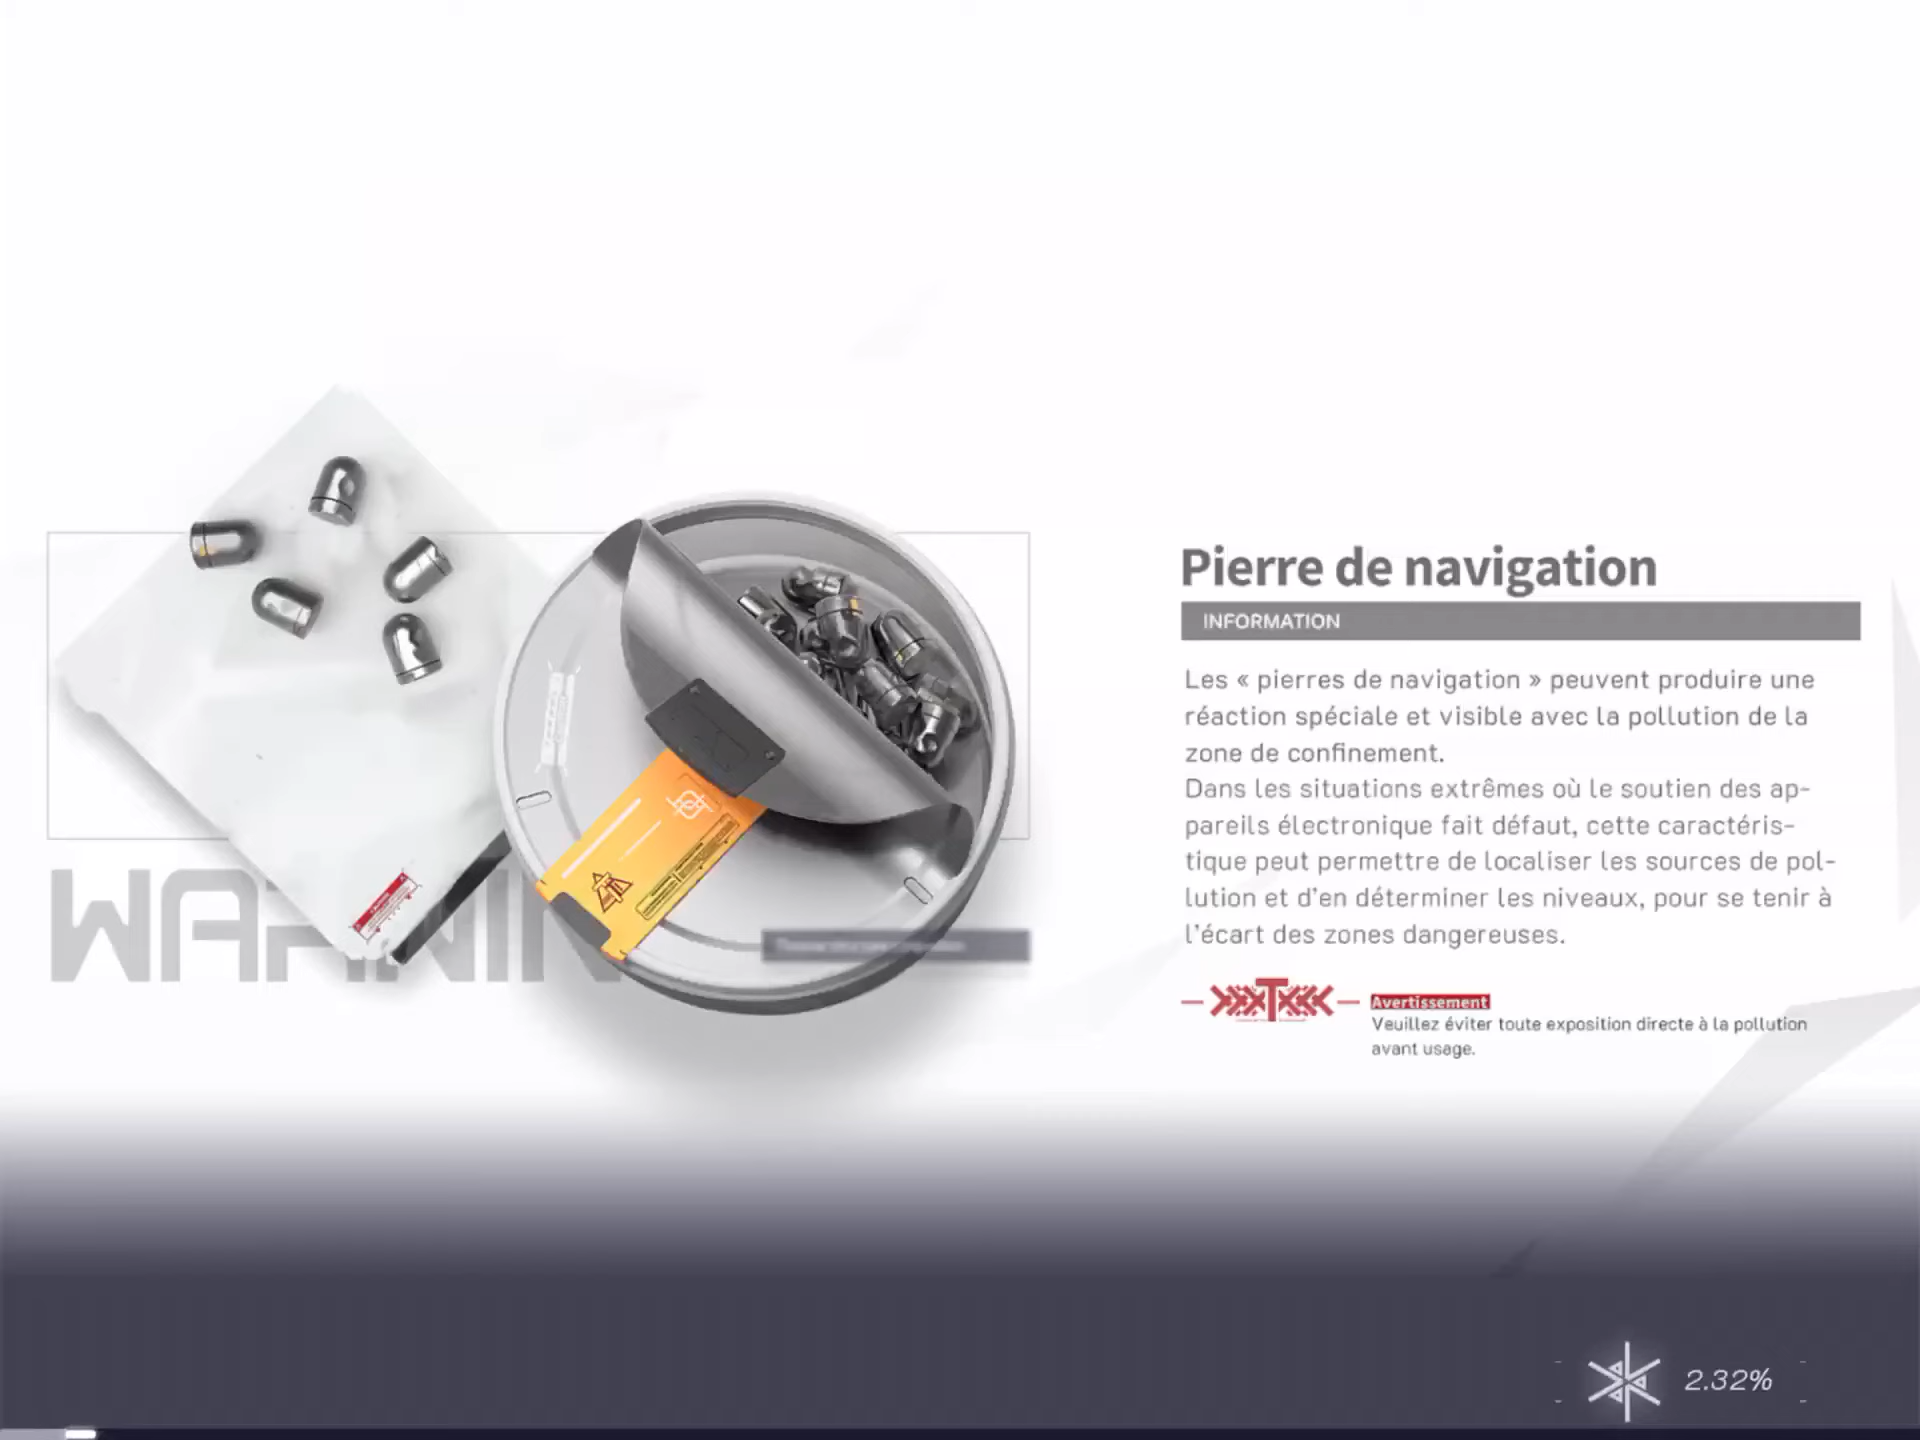 Pierre de navigation
INFORMATION
Les « pierres de navigation » peuvent produire une
réaction spéciale et visible avec la pollution de la
zone de confinement.
Dans les situations extrêmes où le soutien des ap-
pareils électronique fait défaut, cette caractéris-
tique peut permettre de localiser les sources de pol-
lution et d'en déterminer les niveaux, pour se tenir à
l'écart des zones dangereuses.
Avertissement
Veuillez éviter toute exposition directe à la pollution
avant usage.
2.32%